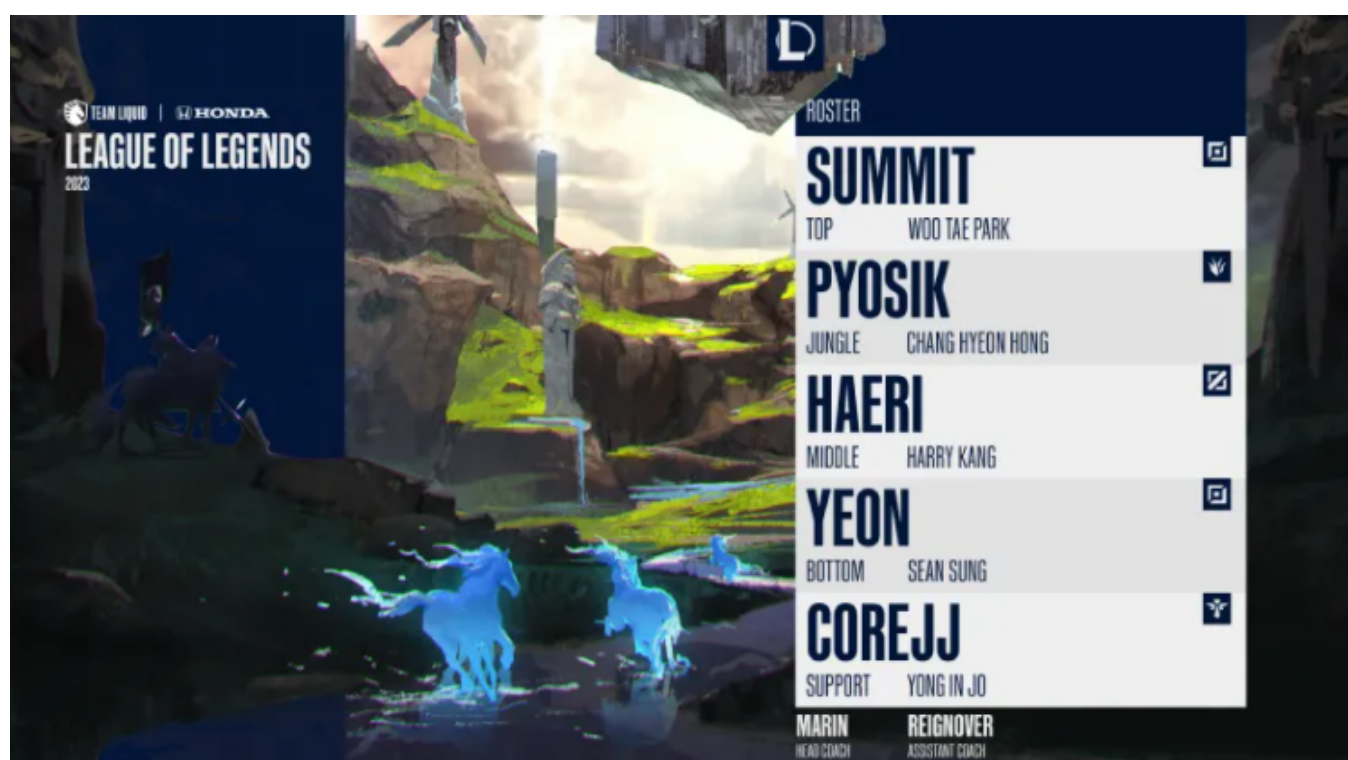 TEAM LIQUID | HONDA
LEAGUE OF LEGENDS
2023
ROSTER
SUMMIT
TOP WOO TAE PARK
PYOSIK
JUNGLE CHANG HYEON HONG
HAERI
MIDDLE HARRY KANG
YEON
BOTTOM SEAN SUNG
COREJJ
SUPPORT YONG IN JO
MARIN REIGNOVER
HEAD COACH ASSISTANT COACH